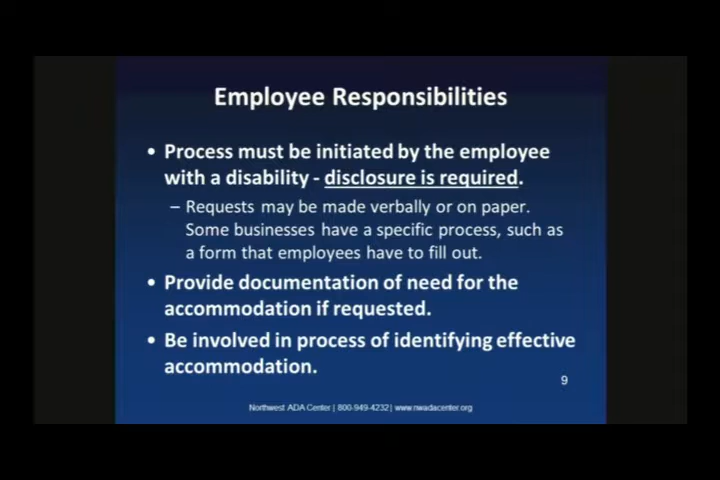 Employee Responsibilities
• Process must be initiated by the employee
with a disability - disclosure is required.
– Requests may be made verbally or on paper.
Some businesses have a specific process, such as
a form that employees have to fill out.
• Provide documentation of need for the
accommodation if requested.
• Be involved in process of identifying effective
accommodation.
9
Northwest ADA Center | 800-949-4232 | www.nwadacenter.org